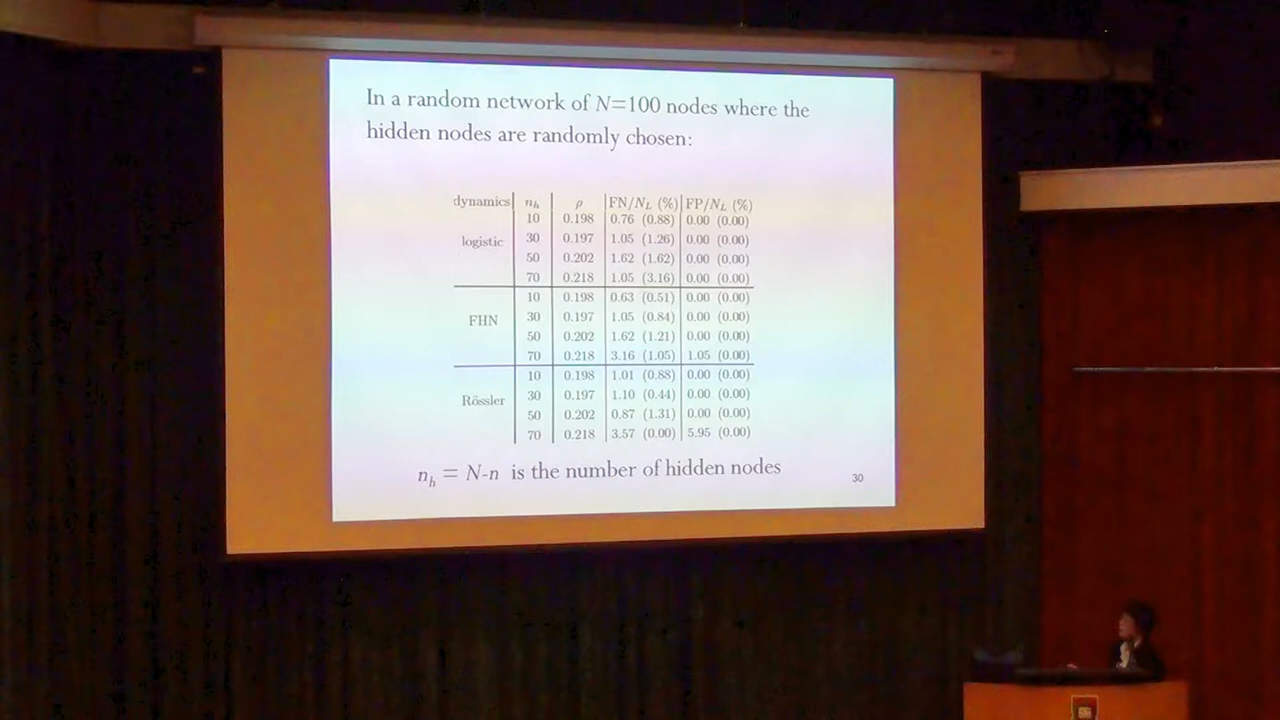 In a random network of N=100 nodes where the
hidden nodes are randomly chosen:
dynamics nh ρ FN/NL (%) FP/NL (%)
10 0.198 0.76 (0.88) 0.00 (0.00)
logistic 30 0.197 1.05 (1.26) 0.00 (0.00)
50 0.202 1.62 (1.62) 0.00 (0.00)
70 0.218 1.05 (3.16) 0.00 (0.00)
10 0.198 0.63 (0.51) 0.00 (0.00)
FHN 30 0.197 1.05 (0.84) 0.00 (0.00)
50 0.202 1.62 (1.21) 0.00 (0.00)
70 0.218 3.16 (1.05) 1.05 (0.00)
10 0.198 1.01 (0.88) 0.00 (0.00)
Rössler 30 0.197 1.10 (0.44) 0.00 (0.00)
50 0.202 0.87 (1.31) 0.00 (0.00)
70 0.218 3.57 (0.00) 5.95 (0.00)
nh = N-n is the number of hidden nodes
30